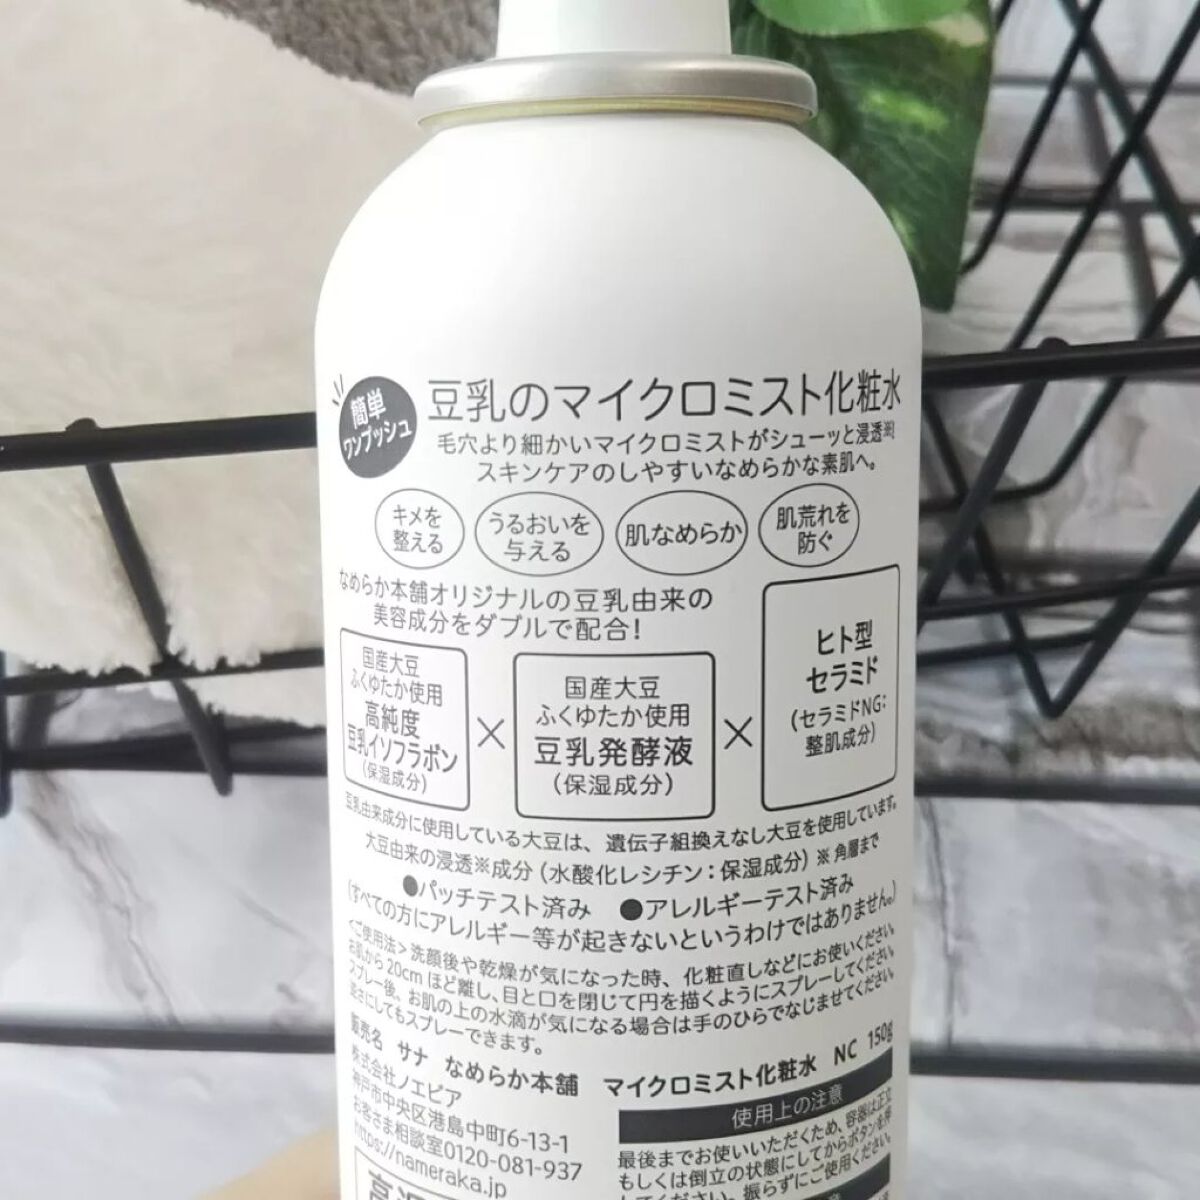 簡単
ワンプッシュ
豆乳のマイクロミスト化粧水
毛穴より細かいマイクロミストがシューッと浸透※!
スキンケアのしやすいなめらかな素肌へ。
キメを
整える
うるおいを
与える
肌なめらか
肌荒れを
防ぐ
なめらか本舗オリジナルの豆乳由来の
美容成分をダブルで配合!
国産大豆
ふくゆたか使用
高純度
豆乳イソフラボン
(保湿成分)
×
国産大豆
ふくゆたか使用
豆乳発酵液
(保湿成分)
×
ヒト型
セラミド
(セラミドNG:
整肌成分)
豆乳由来成分に使用している大豆は、遺伝子組換えなし大豆を使用しています。
大豆由来の浸透※成分(水酸化レシチン:保湿成分)※角層まで
●パッチテスト済み ●アレルギーテスト済み
(すべての方にアレルギー等が起きないというわけではありません。)
<ご使用法>洗顔後や乾燥が気になった時、化粧直しなどにお使いください。
お肌から20cmほど離し、目と口を閉じて円を描くようにスプレーしてください。
スプレー後、お肌の上の水滴が気になる場合は手のひらでなじませてください。
逆さにしてもスプレーできます。
販売名 サナ なめらか本舗 マイクロミスト化粧水 NC 150g
株式会社ノエビア
神戸市中央区港島中町6-13-1
お客さま相談室0120-081-937
https://nameraka.jp
使用上の注意
最後までお使いいただくため、容器は正立
もしくは倒立の状態にしてからボタンを押
してください。振らずにご使用ください。